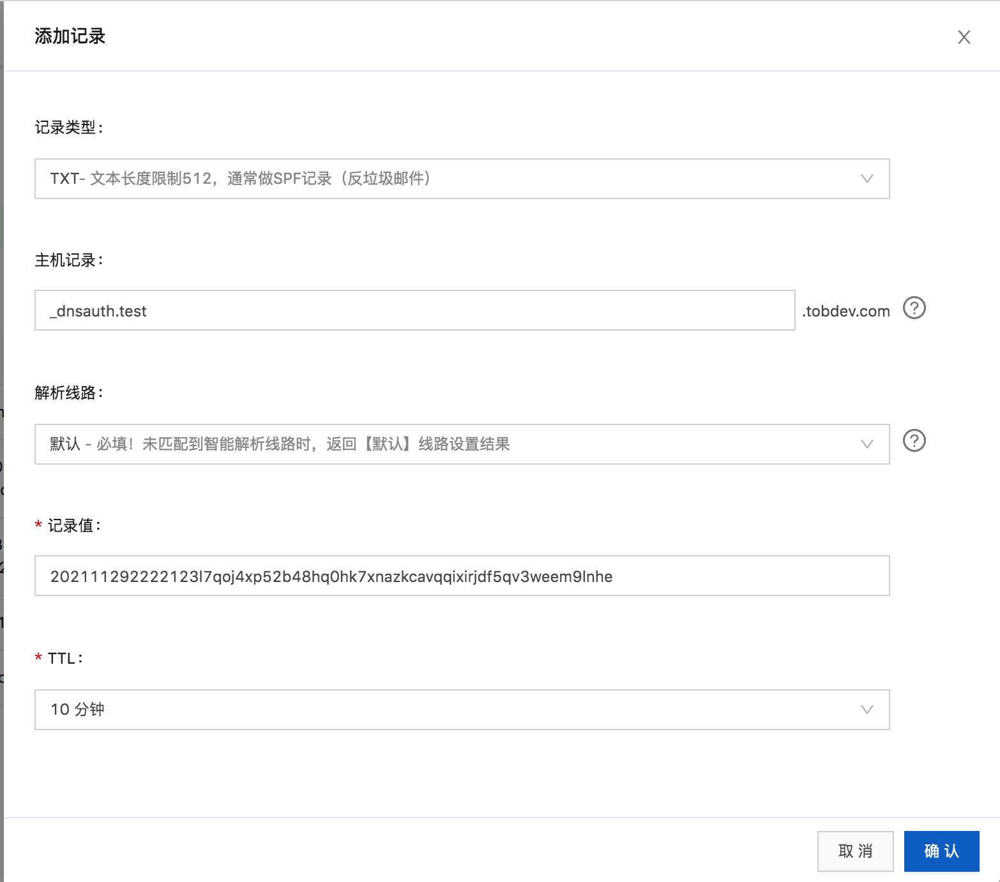 添加记录
记录类型：
TXT- 文本长度限制512，通常做SPF记录（反垃圾邮件）
主机记录：
_dnsauth.test .tobdev.com
解析线路：
默认 - 必填！未匹配到智能解析线路时，返回【默认】线路设置结果
* 记录值：
202111292222123l7qoj4xp52b48hq0hk7xnazkcavqqixirjdf5qv3weem9lnhe
* TTL：
10 分钟
取 消 确 认